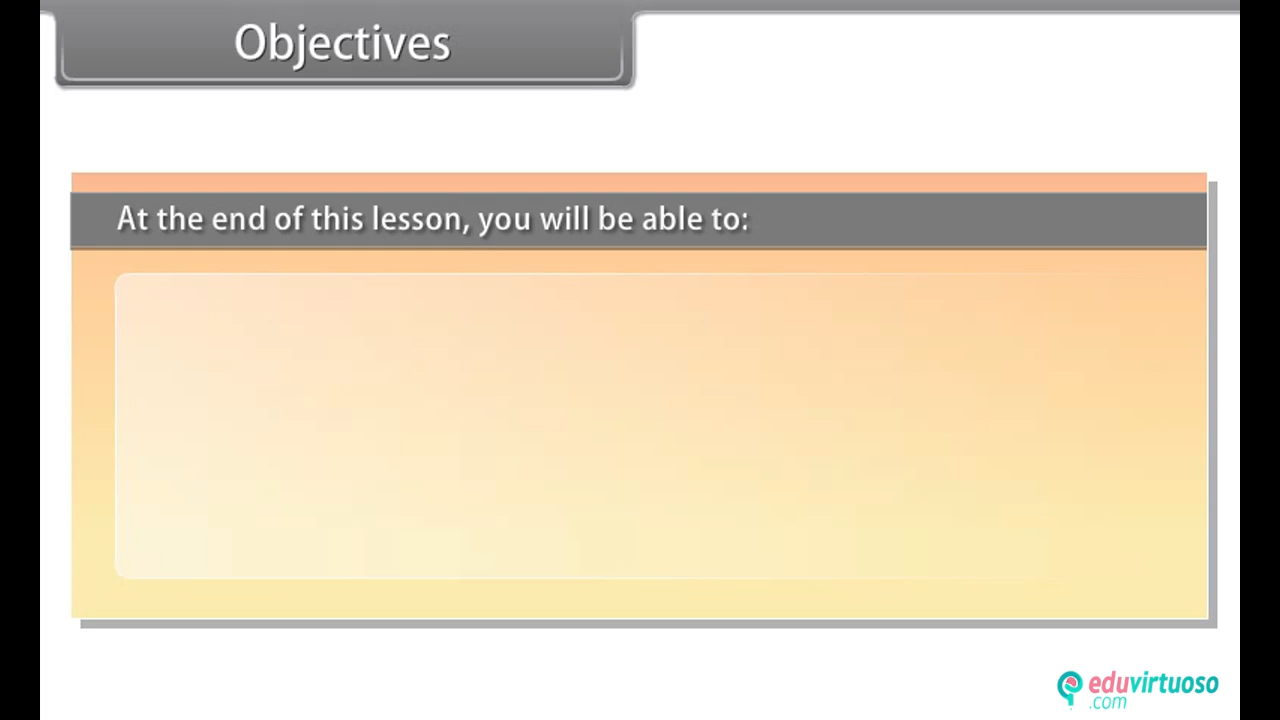 Objectives
At the end of this lesson, you will be able to:
eduvirtuoso
.com